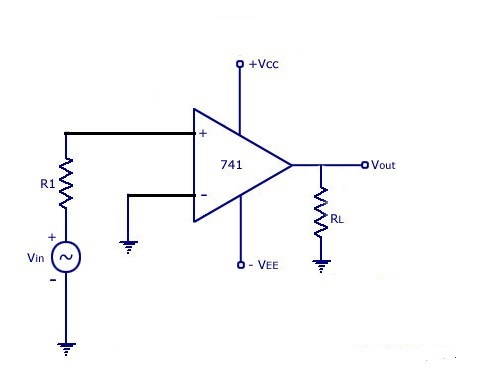 +Vcc
+
741
-
Vout
R1
RL
+
Vin
-
- VEE